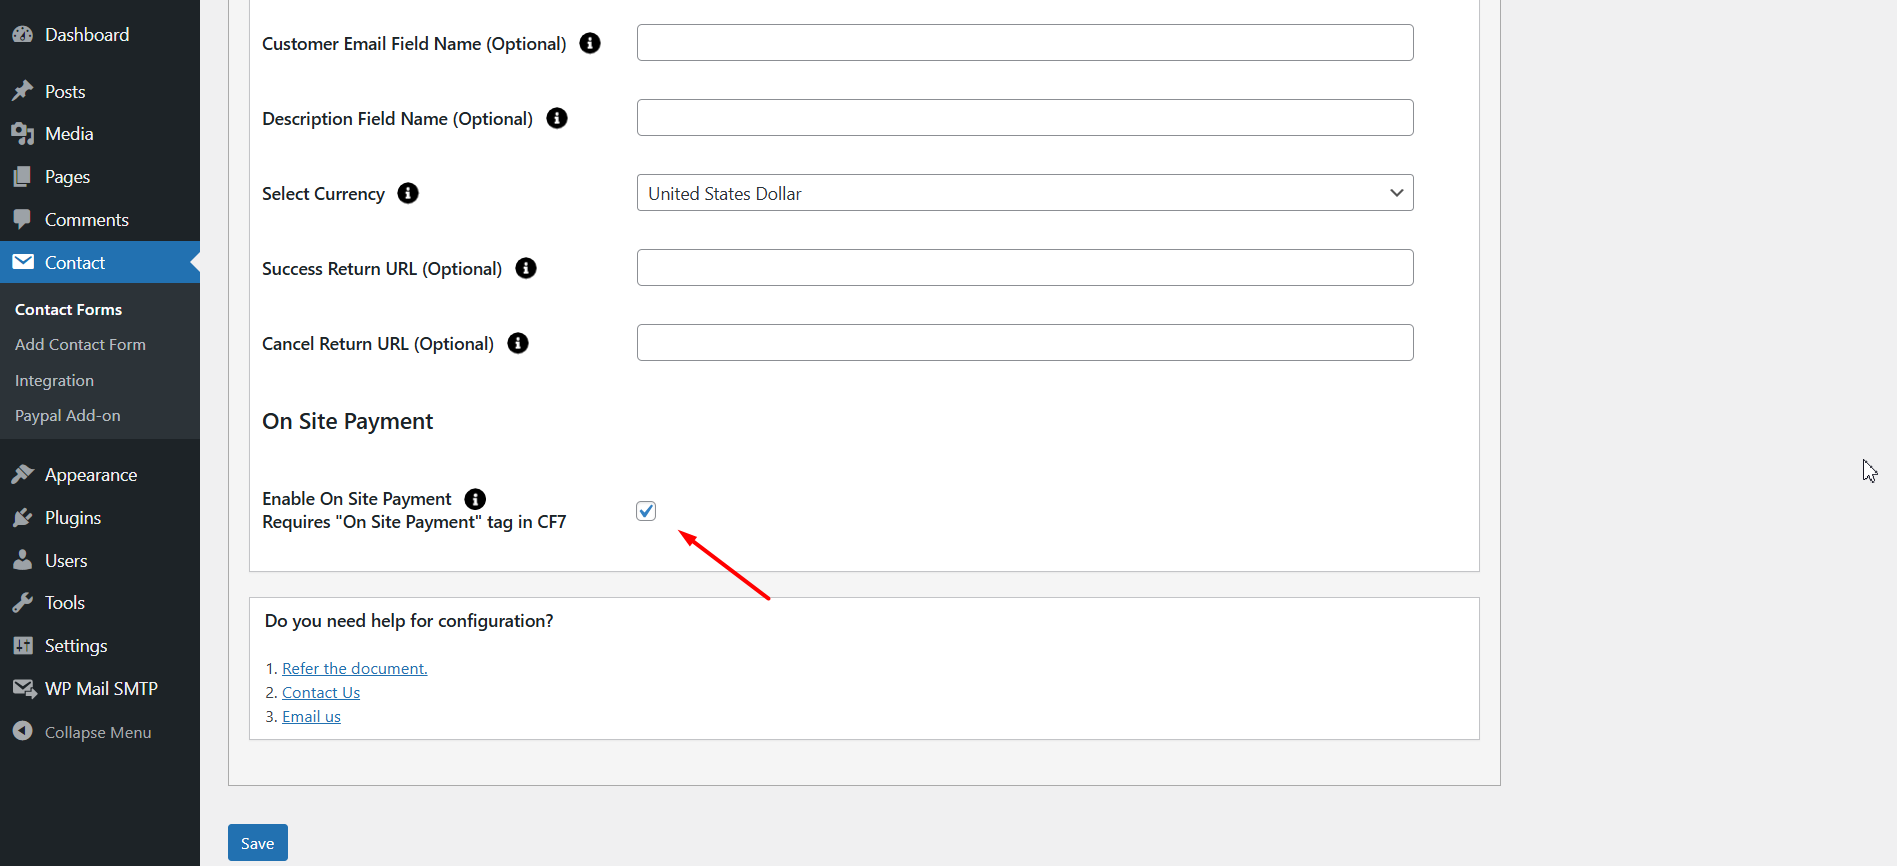 Dashboard
Posts
Media
Pages
Comments
Contact
Contact Forms
Add Contact Form
Integration
Paypal Add-on
Appearance
Plugins
Users
Tools
Settings
WP Mail SMTP
Collapse Menu
Customer Email Field Name (Optional)
Description Field Name (Optional)
Select Currency
United States Dollar
Success Return URL (Optional)
Cancel Return URL (Optional)
On Site Payment
Enable On Site Payment
Requires "On Site Payment" tag in CF7
Do you need help for configuration?
1. Refer the document.
2. Contact Us
3. Email us
Save